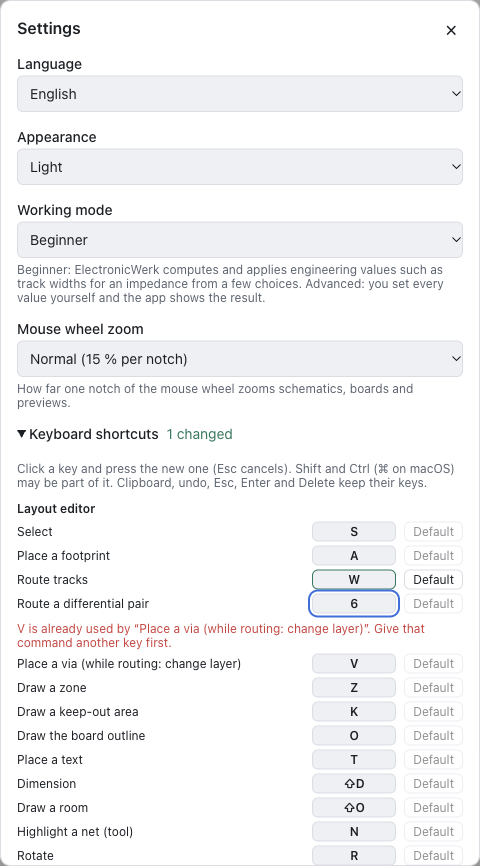 Settings
Language
English
Appearance
Light
Working mode
Beginner
Beginner: ElectronicWerk computes and applies engineering values such as
track widths for an impedance from a few choices. Advanced: you set every
value yourself and the app shows the result.
Mouse wheel zoom
Normal (15 % per notch)
How far one notch of the mouse wheel zooms schematics, boards and
previews.
Keyboard shortcuts 1 changed
Click a key and press the new one (Esc cancels). Shift and Ctrl (⌘ on macOS)
may be part of it. Clipboard, undo, Esc, Enter and Delete keep their keys.
Layout editor
Select S Default
Place a footprint A Default
Route tracks W Default
Route a differential pair 6 Default
V is already used by “Place a via (while routing: change layer)”. Give that
command another key first.
Place a via (while routing: change layer) V Default
Draw a zone Z Default
Draw a keep-out area K Default
Draw the board outline O Default
Place a text T Default
Dimension ⇧D Default
Draw a room ⇧O Default
Highlight a net (tool) N Default
Rotate R Default